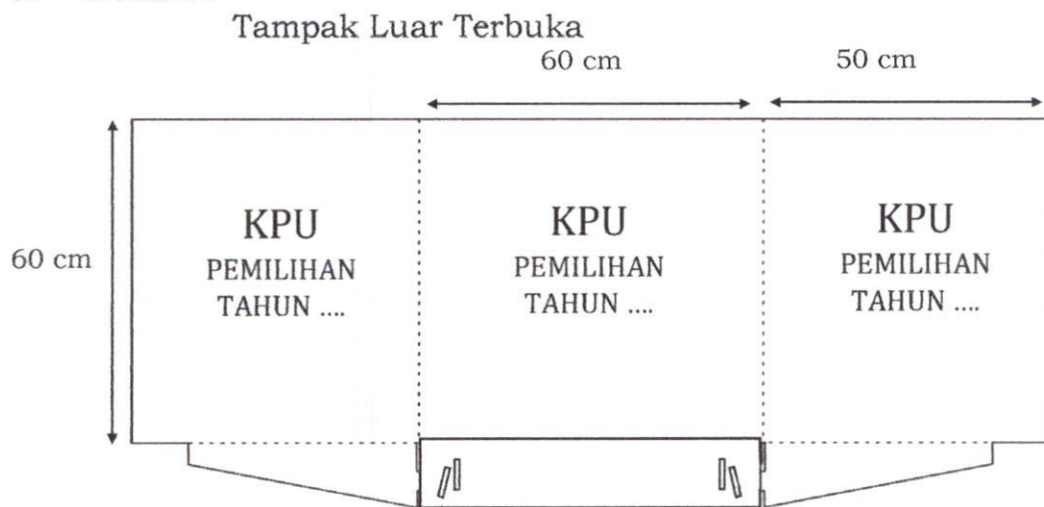 Tampak Luar Terbuka
60 cm
50 cm
60 cm
KPU
PEMILIHAN
TAHUN ....
KPU
PEMILIHAN
TAHUN ....
KPU
PEMILIHAN
TAHUN ....